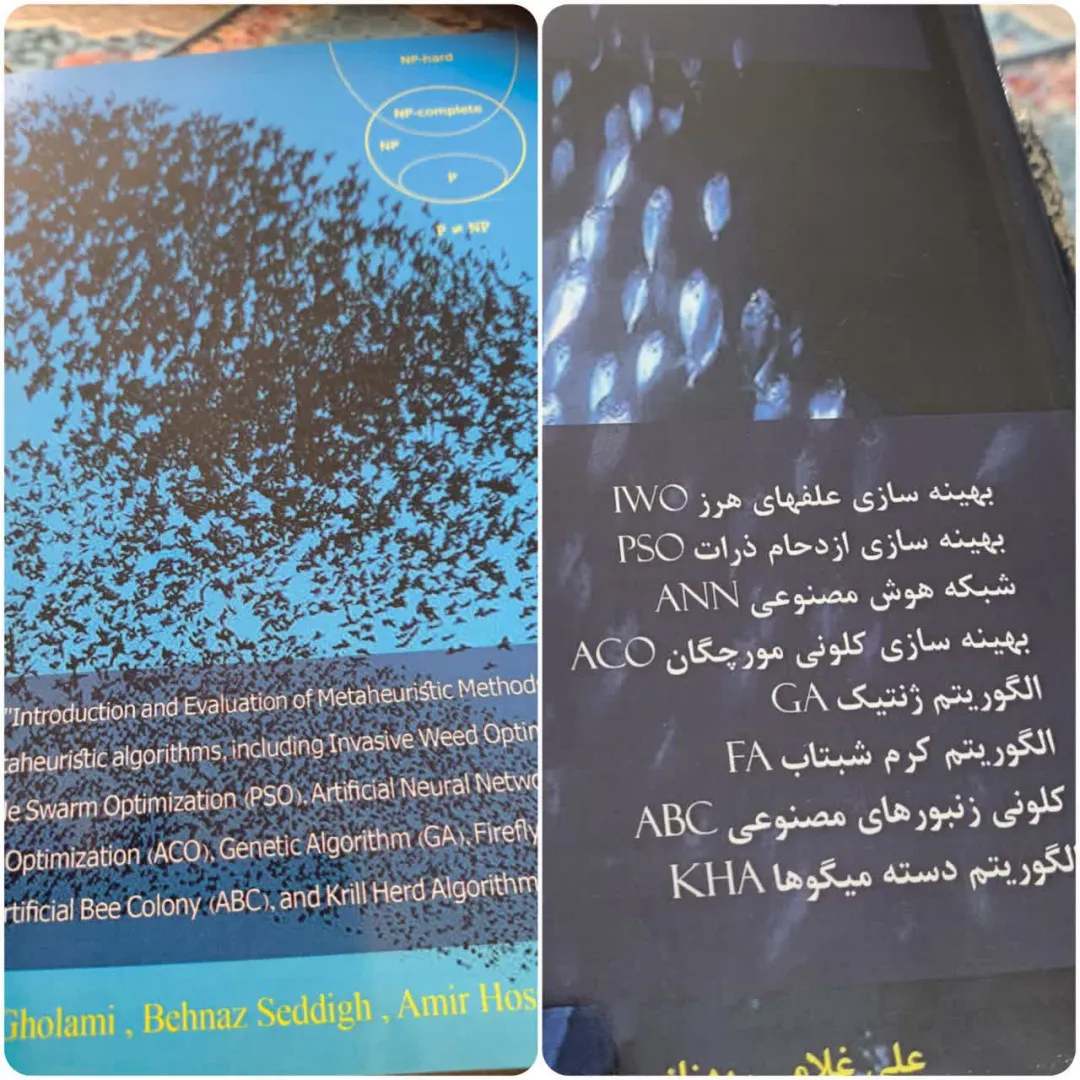 NP-hard
NP-complete
NP
P
P ≠ NP
"Introduction and Evaluation of Metaheuristic Method
taheuristic algorithms, including Invasive Weed Optim
le Swarm Optimization (PSO), Artificial Neural Netwo
Optimization (ACO), Genetic Algorithm (GA), Firefly
rtificial Bee Colony (ABC), and Krill Herd Algorithm
Gholami , Behnaz Seddigh , Amir Hos
بهینه سازی علفهای هرز IWO
بهینه سازی ازدحام ذرات PSO
شبکه هوش مصنوعی ANN
بهینه سازی کلونی مورچگان ACO
الگوریتم ژنتیک GA
الگوریتم کرم شبتاب FA
کلونی زنبورهای مصنوعی ABC
لگوریتم دسته میگوها KHA
علی غلامی